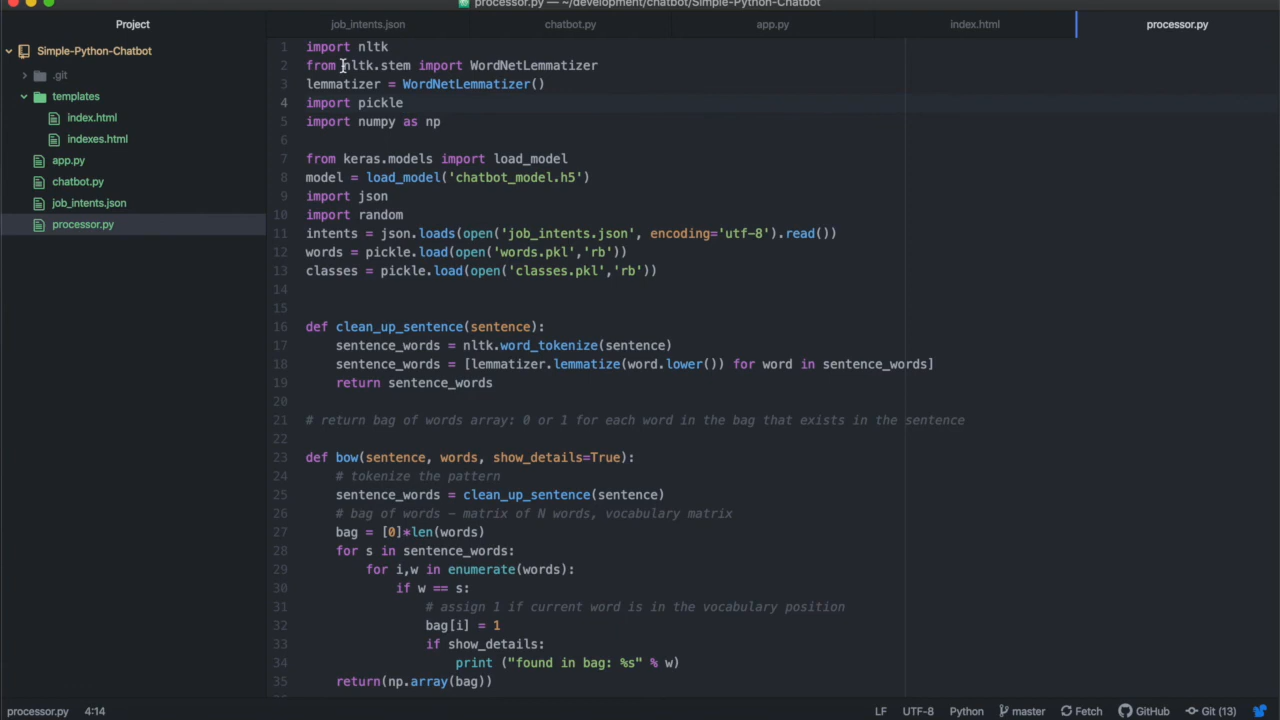 processor.py — ~/development/chatbot/Simple-Python-Chatbot
Project
job_intents.json
chatbot.py
app.py
index.html
processor.py
Simple-Python-Chatbot
.git
templates
index.html
indexes.html
app.py
chatbot.py
job_intents.json
processor.py
1 import nltk
2 from nltk.stem import WordNetLemmatizer
3 lemmatizer = WordNetLemmatizer()
4 import pickle
5 import numpy as np
6
7 from keras.models import load_model
8 model = load_model('chatbot_model.h5')
9 import json
10 import random
11 intents = json.loads(open('job_intents.json', encoding='utf-8').read())
12 words = pickle.load(open('words.pkl','rb'))
13 classes = pickle.load(open('classes.pkl','rb'))
14
15
16 def clean_up_sentence(sentence):
17     sentence_words = nltk.word_tokenize(sentence)
18     sentence_words = [lemmatizer.lemmatize(word.lower()) for word in sentence_words]
19     return sentence_words
20
21 # return bag of words array: 0 or 1 for each word in the bag that exists in the sentence
22
23 def bow(sentence, words, show_details=True):
24     # tokenize the pattern
25     sentence_words = clean_up_sentence(sentence)
26     # bag of words - matrix of N words, vocabulary matrix
27     bag = [0]*len(words)
28     for s in sentence_words:
29         for i,w in enumerate(words):
30             if w == s:
31                 # assign 1 if current word is in the vocabulary position
32                 bag[i] = 1
33                 if show_details:
34                     print ("found in bag: %s" % w)
35     return(np.array(bag))
processor.py 4:14
LF UTF-8 Python master Fetch GitHub Git (13)